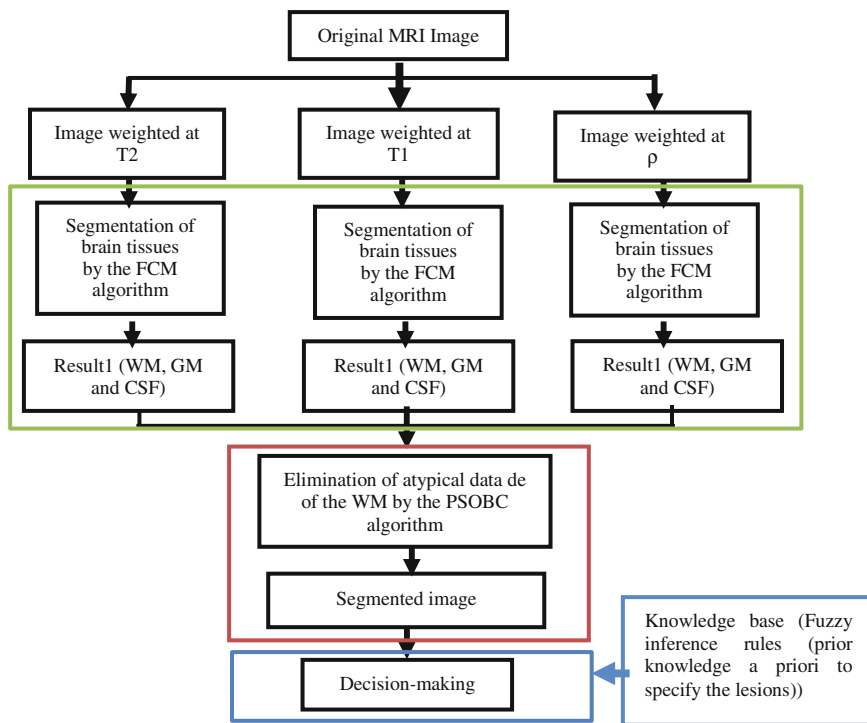 Original MRI Image
Image weighted at
T2
Image weighted at
T1
Image weighted at
ρ
Segmentation of
brain tissues
by the FCM
algorithm
Segmentation of
brain tissues
by the FCM
algorithm
Segmentation of
brain tissues
by the FCM
algorithm
Result1 (WM, GM
and CSF)
Result1 (WM, GM
and CSF)
Result1 (WM, GM
and CSF)
Elimination of atypical data de
of the WM by the PSOBC
algorithm
Segmented image
Decision-making
Knowledge base (Fuzzy
inference rules (prior
knowledge a priori to
specify the lesions))